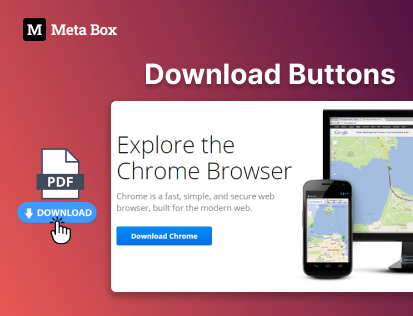 M Meta Box
Download Buttons
Explore the
Chrome Browser
Chrome is a fast, simple, and secure web
browser, built for the modern web.
Download Chrome
PDF
DOWNLOAD